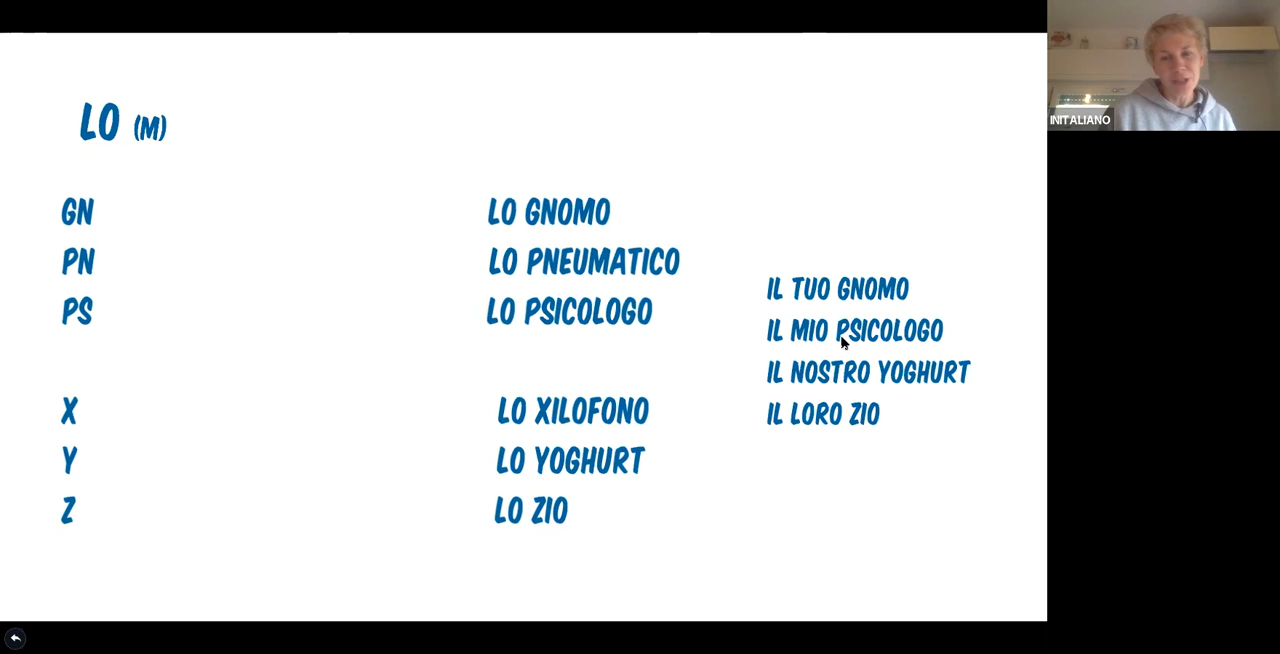 LO (M)
GN LO GNOMO
PN LO PNEUMATICO
PS LO PSICOLOGO
X LO XILOFONO
Y LO YOGHURT
Z LO ZIO
IL TUO GNOMO
IL MIO PSICOLOGO
IL NOSTRO YOGHURT
IL LORO ZIO
INITALIANO